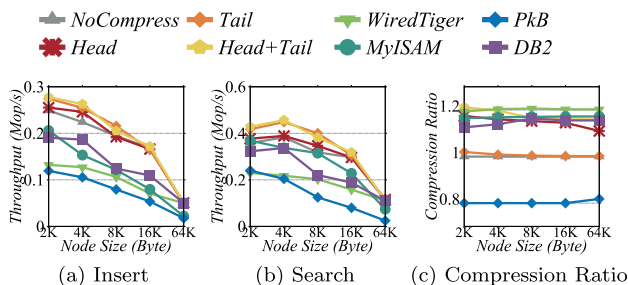 NoCompress Tail WiredTiger PkB
Head Head+Tail MyISAM DB2
Throughput (Mop/s)
0.3
0.2
0.1
0
2K 4K 8K 16K 64K
Node Size (Byte)
(a) Insert
Throughput (Mop/s)
0.6
0.4
0.2
0
2K 4K 8K 16K 64K
Node Size (Byte)
(b) Search
Compression Ratio
1.2
1
0.8
2K 4K 8K 16K 64K
Node Size (Byte)
(c) Compression Ratio